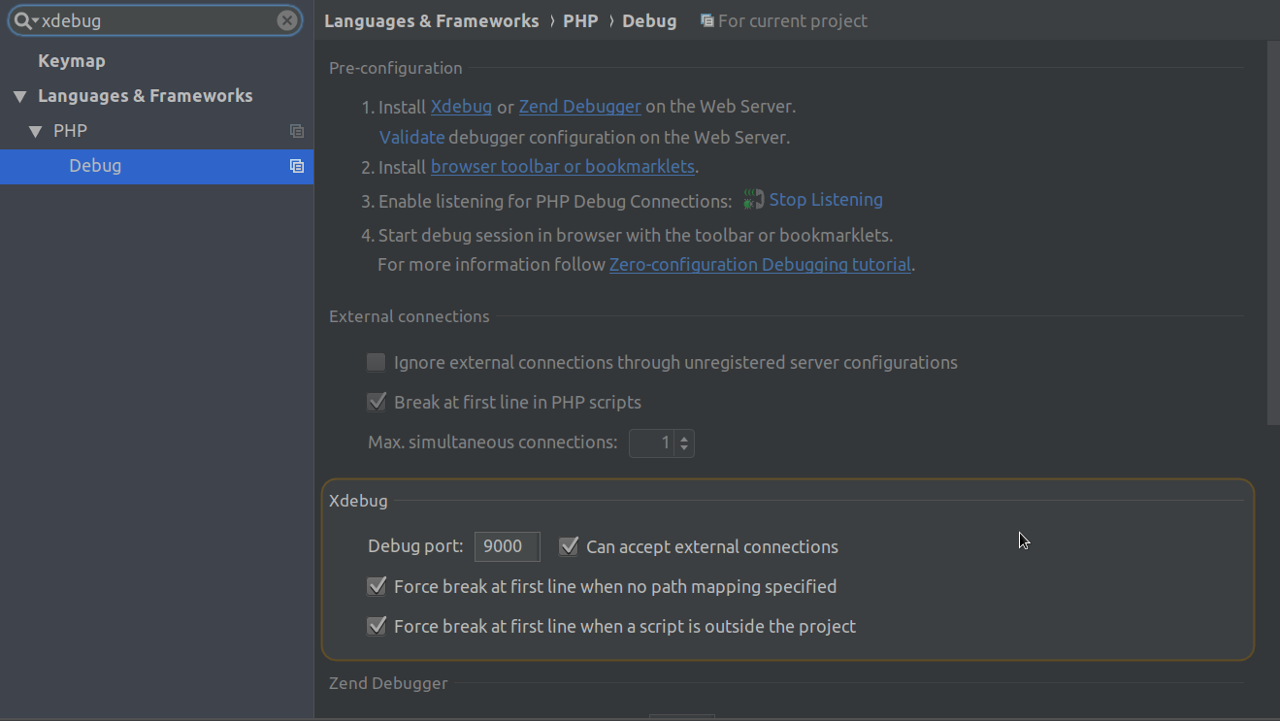 xdebug
Keymap
Languages & Frameworks
PHP
Debug
Languages & Frameworks › PHP › Debug For current project
Pre-configuration
1. Install Xdebug or Zend Debugger on the Web Server.
Validate debugger configuration on the Web Server.
2. Install browser toolbar or bookmarklets.
3. Enable listening for PHP Debug Connections: Stop Listening
4. Start debug session in browser with the toolbar or bookmarklets.
For more information follow Zero-configuration Debugging tutorial.
External connections
Ignore external connections through unregistered server configurations
Break at first line in PHP scripts
Max. simultaneous connections: 1
Xdebug
Debug port: 9000 Can accept external connections
Force break at first line when no path mapping specified
Force break at first line when a script is outside the project
Zend Debugger